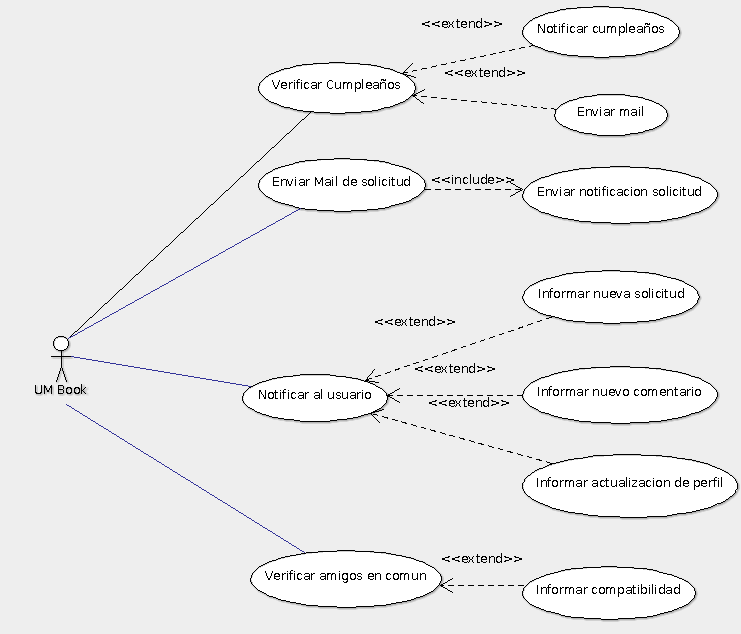 <<extend>>
Notificar cumpleaños
<<extend>>
Verificar Cumpleaños
Enviar mail
Enviar Mail de solicitud
<<include>>
Enviar notificacion solicitud
Informar nueva solicitud
<<extend>>
<<extend>>
UM Book
Notificar al usuario
Informar nuevo comentario
<<extend>>
Informar actualizacion de perfil
<<extend>>
Verificar amigos en comun
Informar compatibilidad